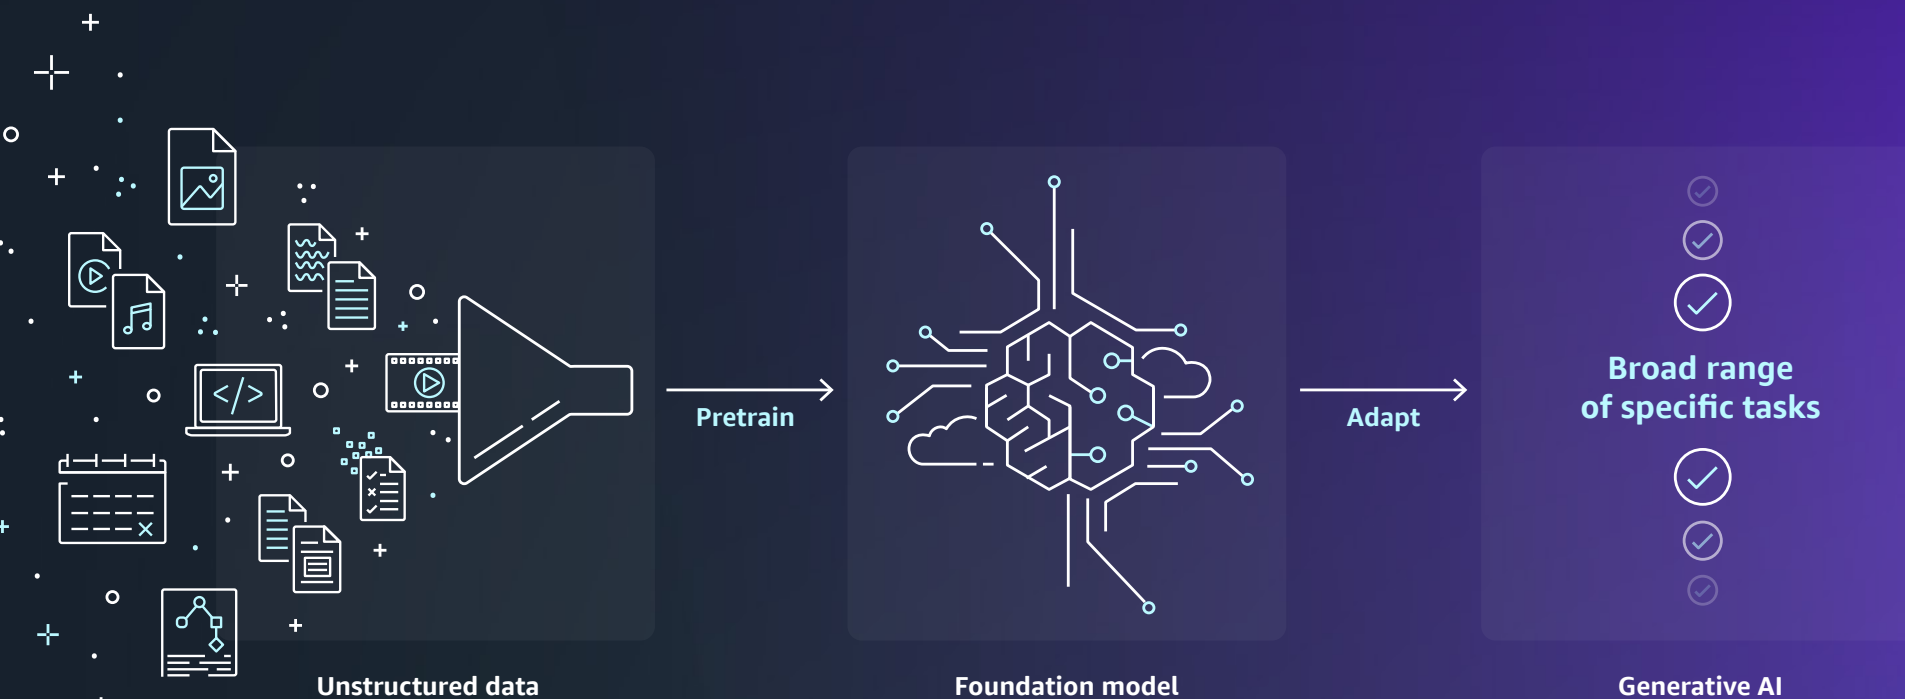 </>
Pretrain
Adapt
Broad range
of specific tasks
Unstructured data
Foundation model
Generative AI